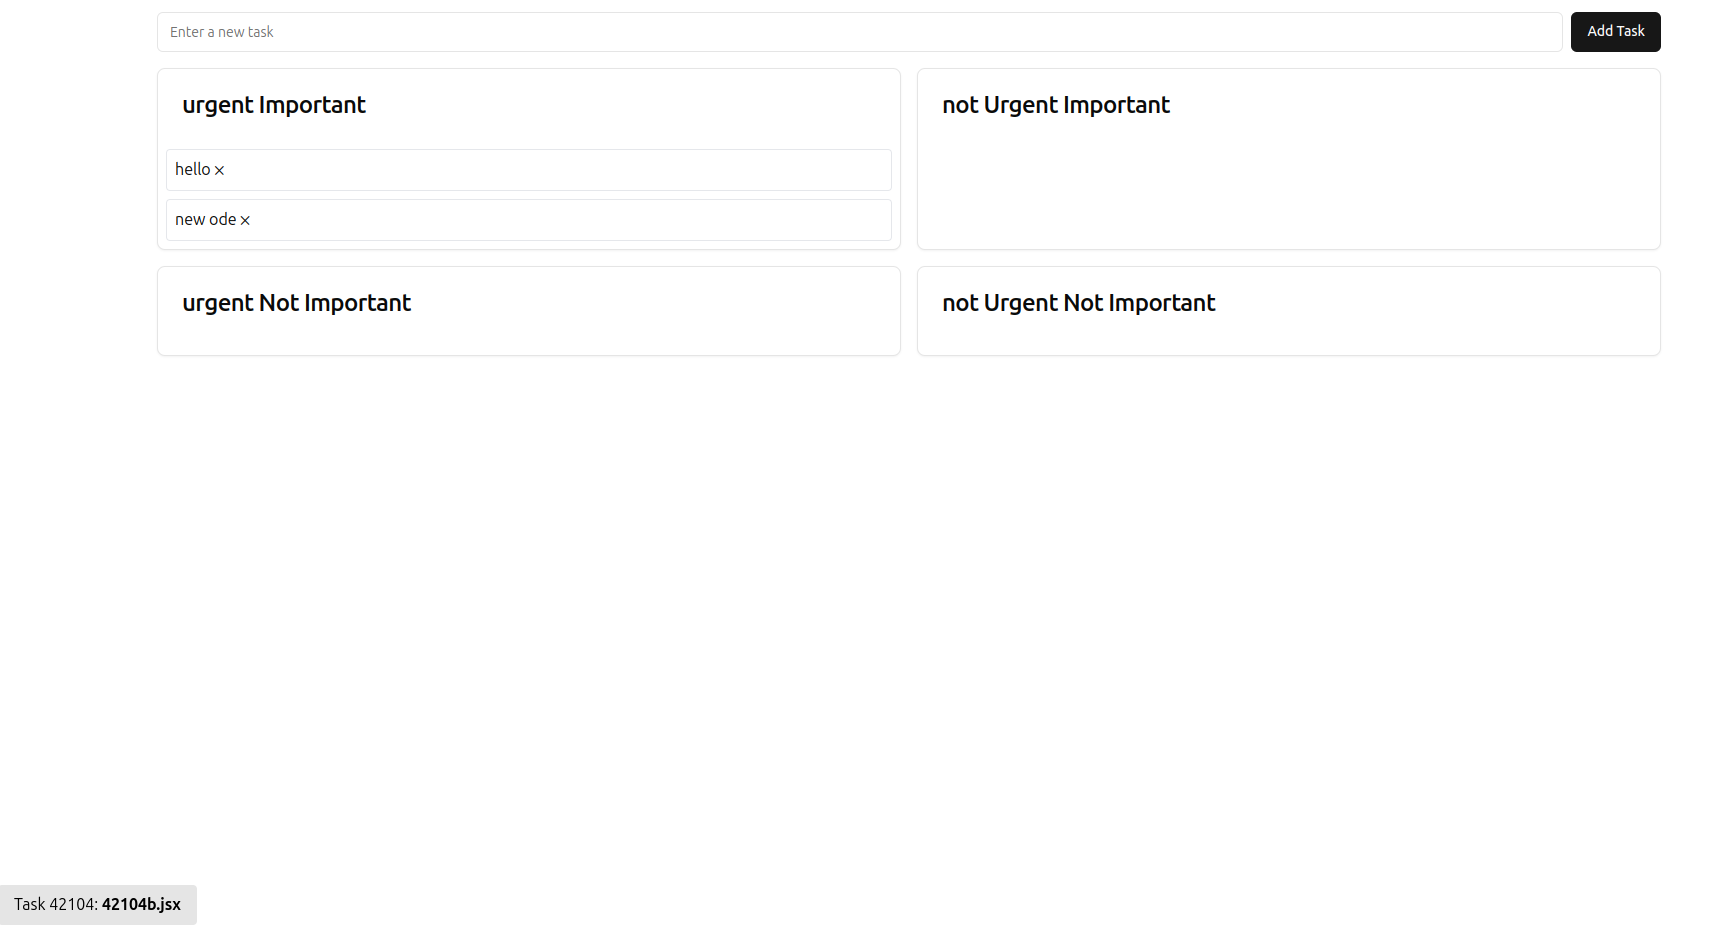 Enter a new task
Add Task
urgent Important
hello ×
new ode ×
not Urgent Important
urgent Not Important
not Urgent Not Important
Task 42104: 42104b.jsx